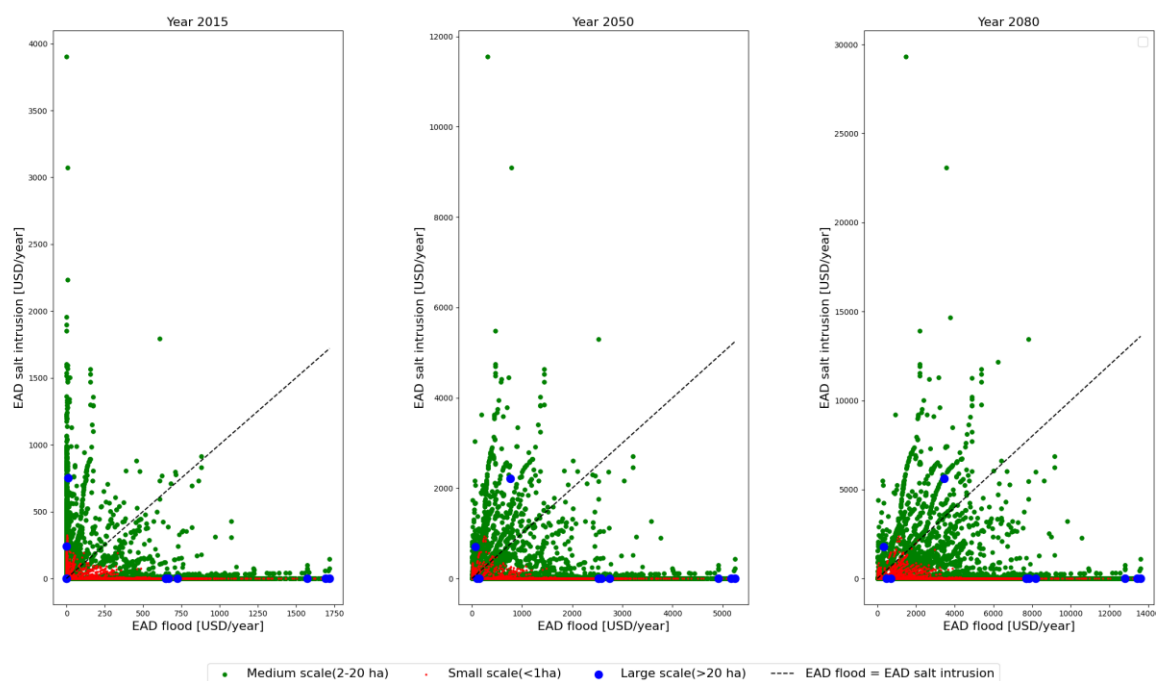 Year 2015
Year 2050
Year 2080
EAD salt intrusion [USD/year]
4000
3500
3000
2500
2000
1500
1000
500
0
0 250 500 750 1000 1250 1500 1750
EAD flood [USD/year]
EAD salt intrusion [USD/year]
12000
10000
8000
6000
4000
2000
0
0 1000 2000 3000 4000 5000
EAD flood [USD/year]
EAD salt intrusion [USD/year]
30000
25000
20000
15000
10000
5000
0
0 2000 4000 6000 8000 10000 12000 14000
EAD flood [USD/year]
Medium scale(2-20 ha) Small scale(<1ha) Large scale(>20 ha) EAD flood = EAD salt intrusion